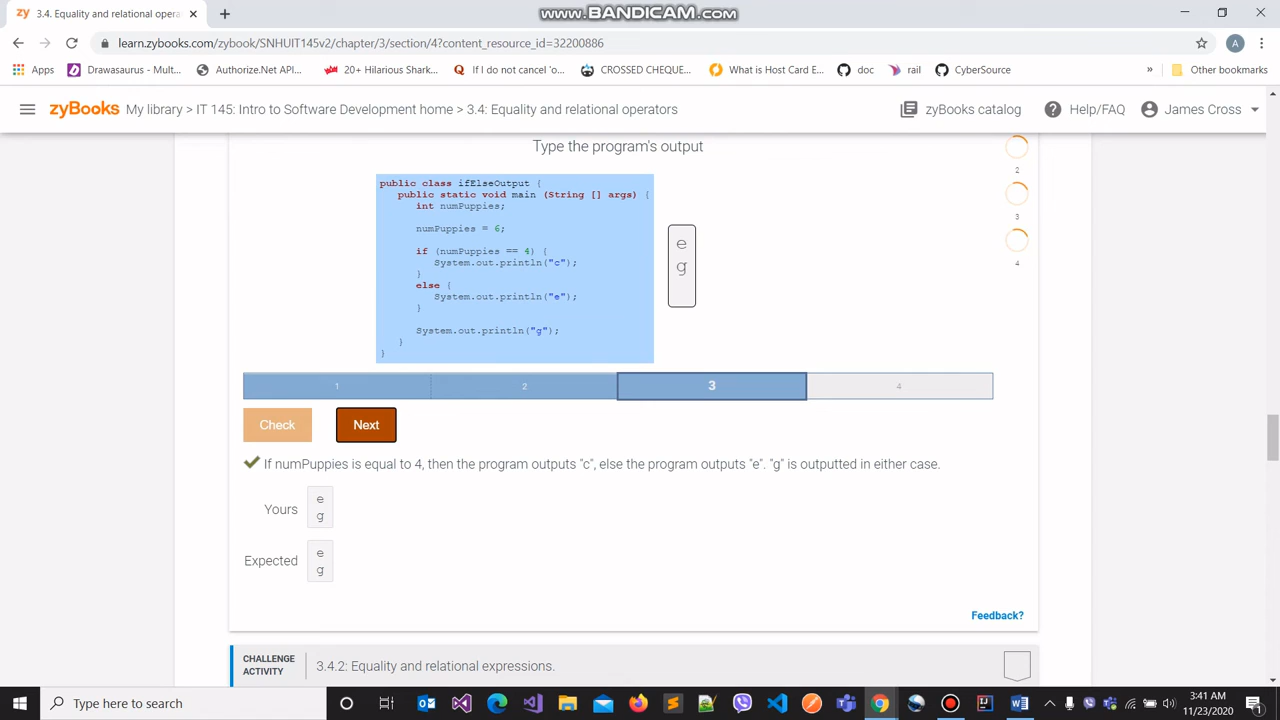 www.BANDICAM.com
zy 3.4. Equality and relational opera
learn.zybooks.com/zybook/SNHUIT145v2/chapter/3/section/4?content_resource_id=32200886
A
Apps
Drawasaurus - Mult...
Authorize.Net API...
20+ Hilarious Shark...
If I do not cancel 'o...
CROSSED CHEQUE...
What is Host Card E...
doc
rail
CyberSource
»
Other bookmarks
zyBooks My library > IT 145: Intro to Software Development home > 3.4: Equality and relational operators
zyBooks catalog
Help/FAQ
James Cross
Type the program's output
2
3
4
public class ifElseOutput {
public static void main (String [] args) {
int numPuppies;
numPuppies = 6;
if (numPuppies == 4) {
System.out.println("c");
}
else {
System.out.println("e");
}
System.out.println("g");
}
}
e
g
1 2 3 4
Check Next
If numPuppies is equal to 4, then the program outputs "c", else the program outputs "e". "g" is outputted in either case.
Yours
e
g
Expected
e
g
Feedback?
CHALLENGE
ACTIVITY
3.4.2: Equality and relational expressions.
Type here to search
3:41 AM
11/23/2020